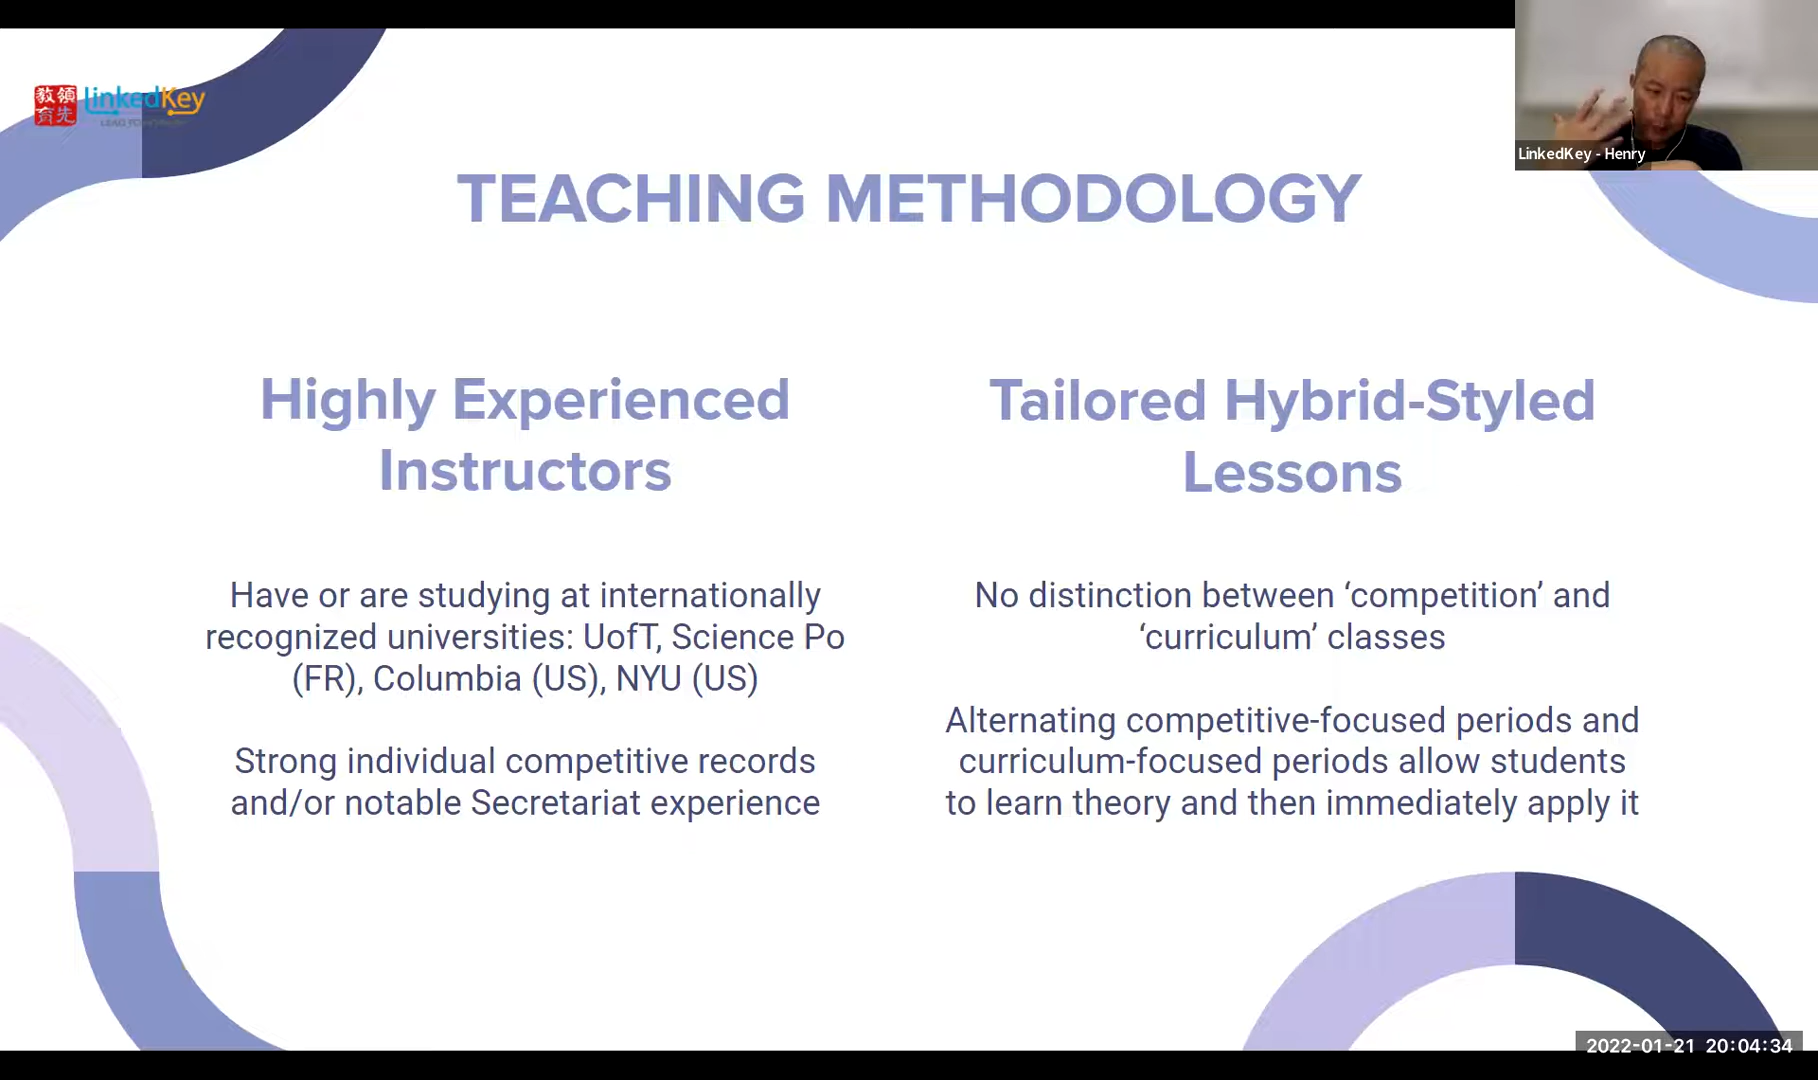 教領
育先
LinkedKey
LinkedKey - Henry
TEACHING METHODOLOGY
Highly Experienced
Instructors
Have or are studying at internationally
recognized universities: UofT, Science Po
(FR), Columbia (US), NYU (US)
Strong individual competitive records
and/or notable Secretariat experience
Tailored Hybrid-Styled
Lessons
No distinction between ‘competition’ and
‘curriculum’ classes
Alternating competitive-focused periods and
curriculum-focused periods allow students
to learn theory and then immediately apply it
2022-01-21 20:04:34